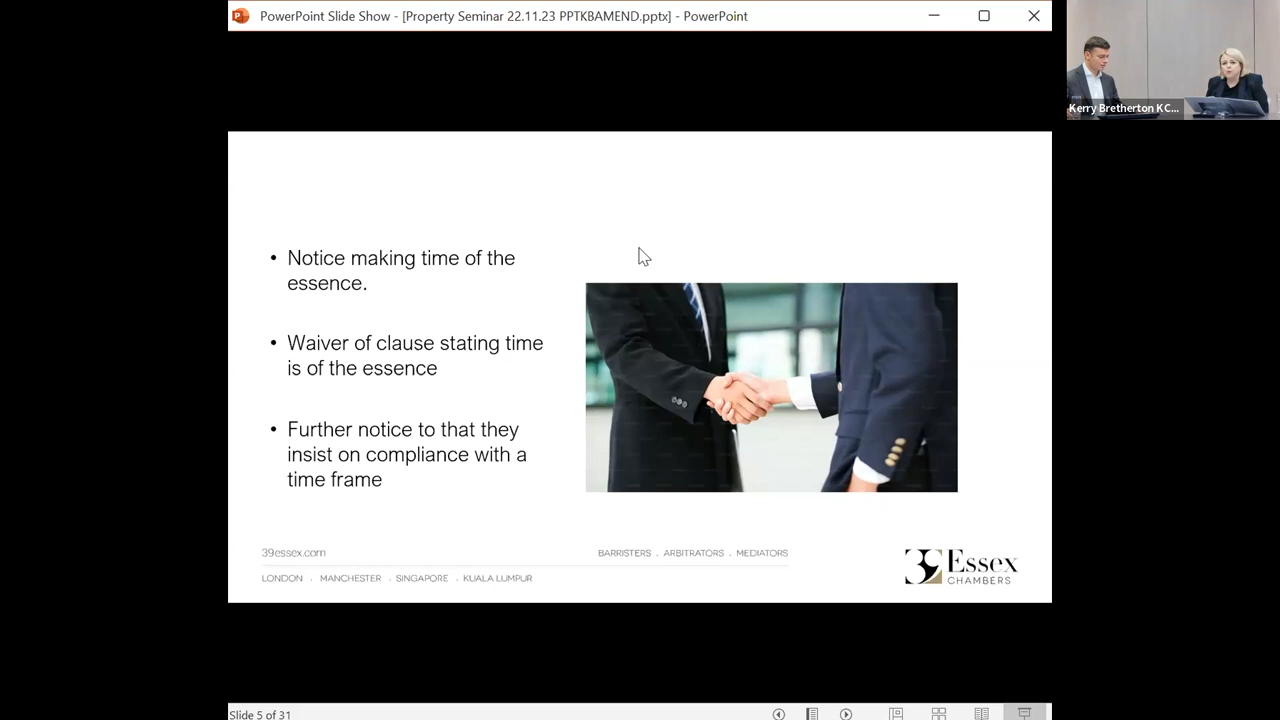 PowerPoint Slide Show - [Property Seminar 22.11.23 PPTKBAMEND.pptx] - PowerPoint
Kerry Bretherton KC...
• Notice making time of the
essence.
• Waiver of clause stating time
is of the essence
• Further notice to that they
insist on compliance with a
time frame
39essex.com
BARRISTERS . ARBITRATORS . MEDIATORS
LONDON . MANCHESTER . SINGAPORE . KUALA LUMPUR
39 Essex
CHAMBERS
Slide 5 of 31